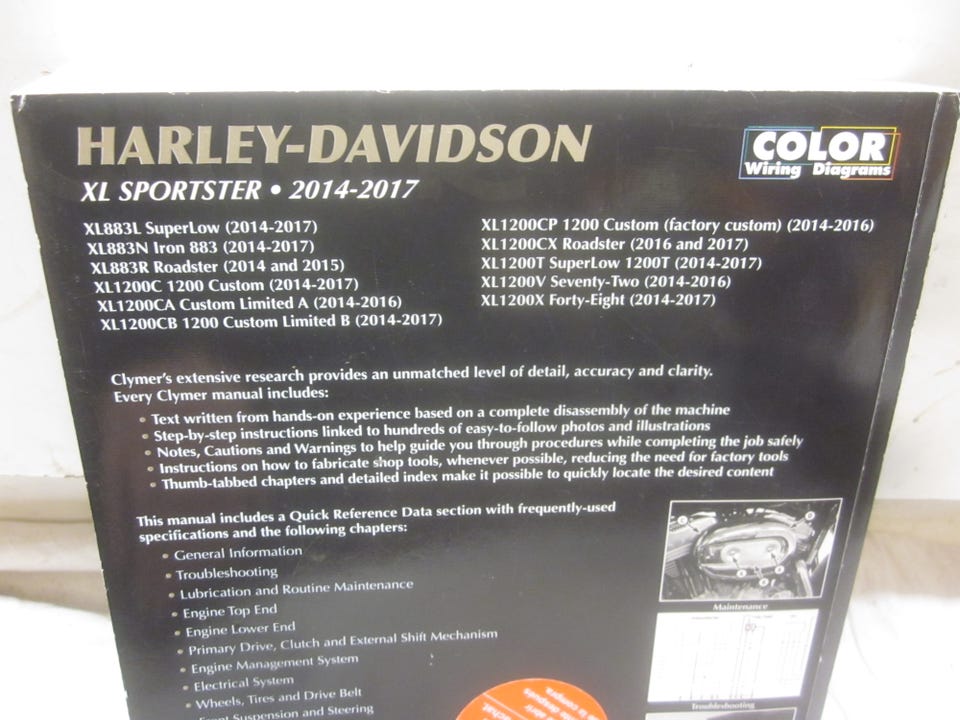 HARLEY-DAVIDSON
XL SPORTSTER • 2014-2017
COLOR
Wiring Diagrams
XL883L SuperLow (2014-2017)
XL883N Iron 883 (2014-2017)
XL883R Roadster (2014 and 2015)
XL1200C 1200 Custom (2014-2017)
XL1200CA Custom Limited A (2014-2016)
XL1200CB 1200 Custom Limited B (2014-2017)
XL1200CP 1200 Custom (factory custom) (2014-2016)
XL1200CX Roadster (2016 and 2017)
XL1200T SuperLow 1200T (2014-2017)
XL1200V Seventy-Two (2014-2016)
XL1200X Forty-Eight (2014-2017)
Clymer's extensive research provides an unmatched level of detail, accuracy and clarity.
Every Clymer manual includes:
• Text written from hands-on experience based on a complete disassembly of the machine
• Step-by-step instructions linked to hundreds of easy-to-follow photos and illustrations
• Notes, Cautions and Warnings to help guide you through procedures while completing the job safely
• Instructions on how to fabricate shop tools, whenever possible, reducing the need for factory tools
• Thumb-tabbed chapters and detailed index make it possible to quickly locate the desired content
This manual includes a Quick Reference Data section with frequently-used
specifications and the following chapters:
• General Information
• Troubleshooting
• Lubrication and Routine Maintenance
• Engine Top End
• Engine Lower End
• Primary Drive, Clutch and External Shift Mechanism
• Engine Management System
• Electrical System
• Wheels, Tires and Drive Belt
Front Suspension and Steering
Maintenance
Troubleshooting